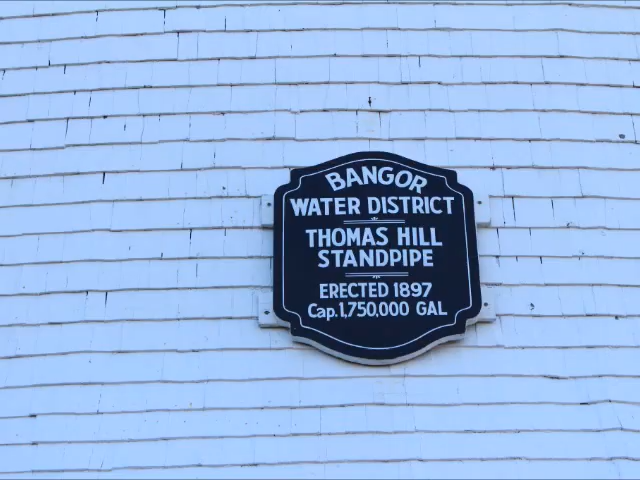 BANGOR
WATER DISTRICT
THOMAS HILL
STANDPIPE
ERECTED 1897
Cap. 1,750,000 GAL